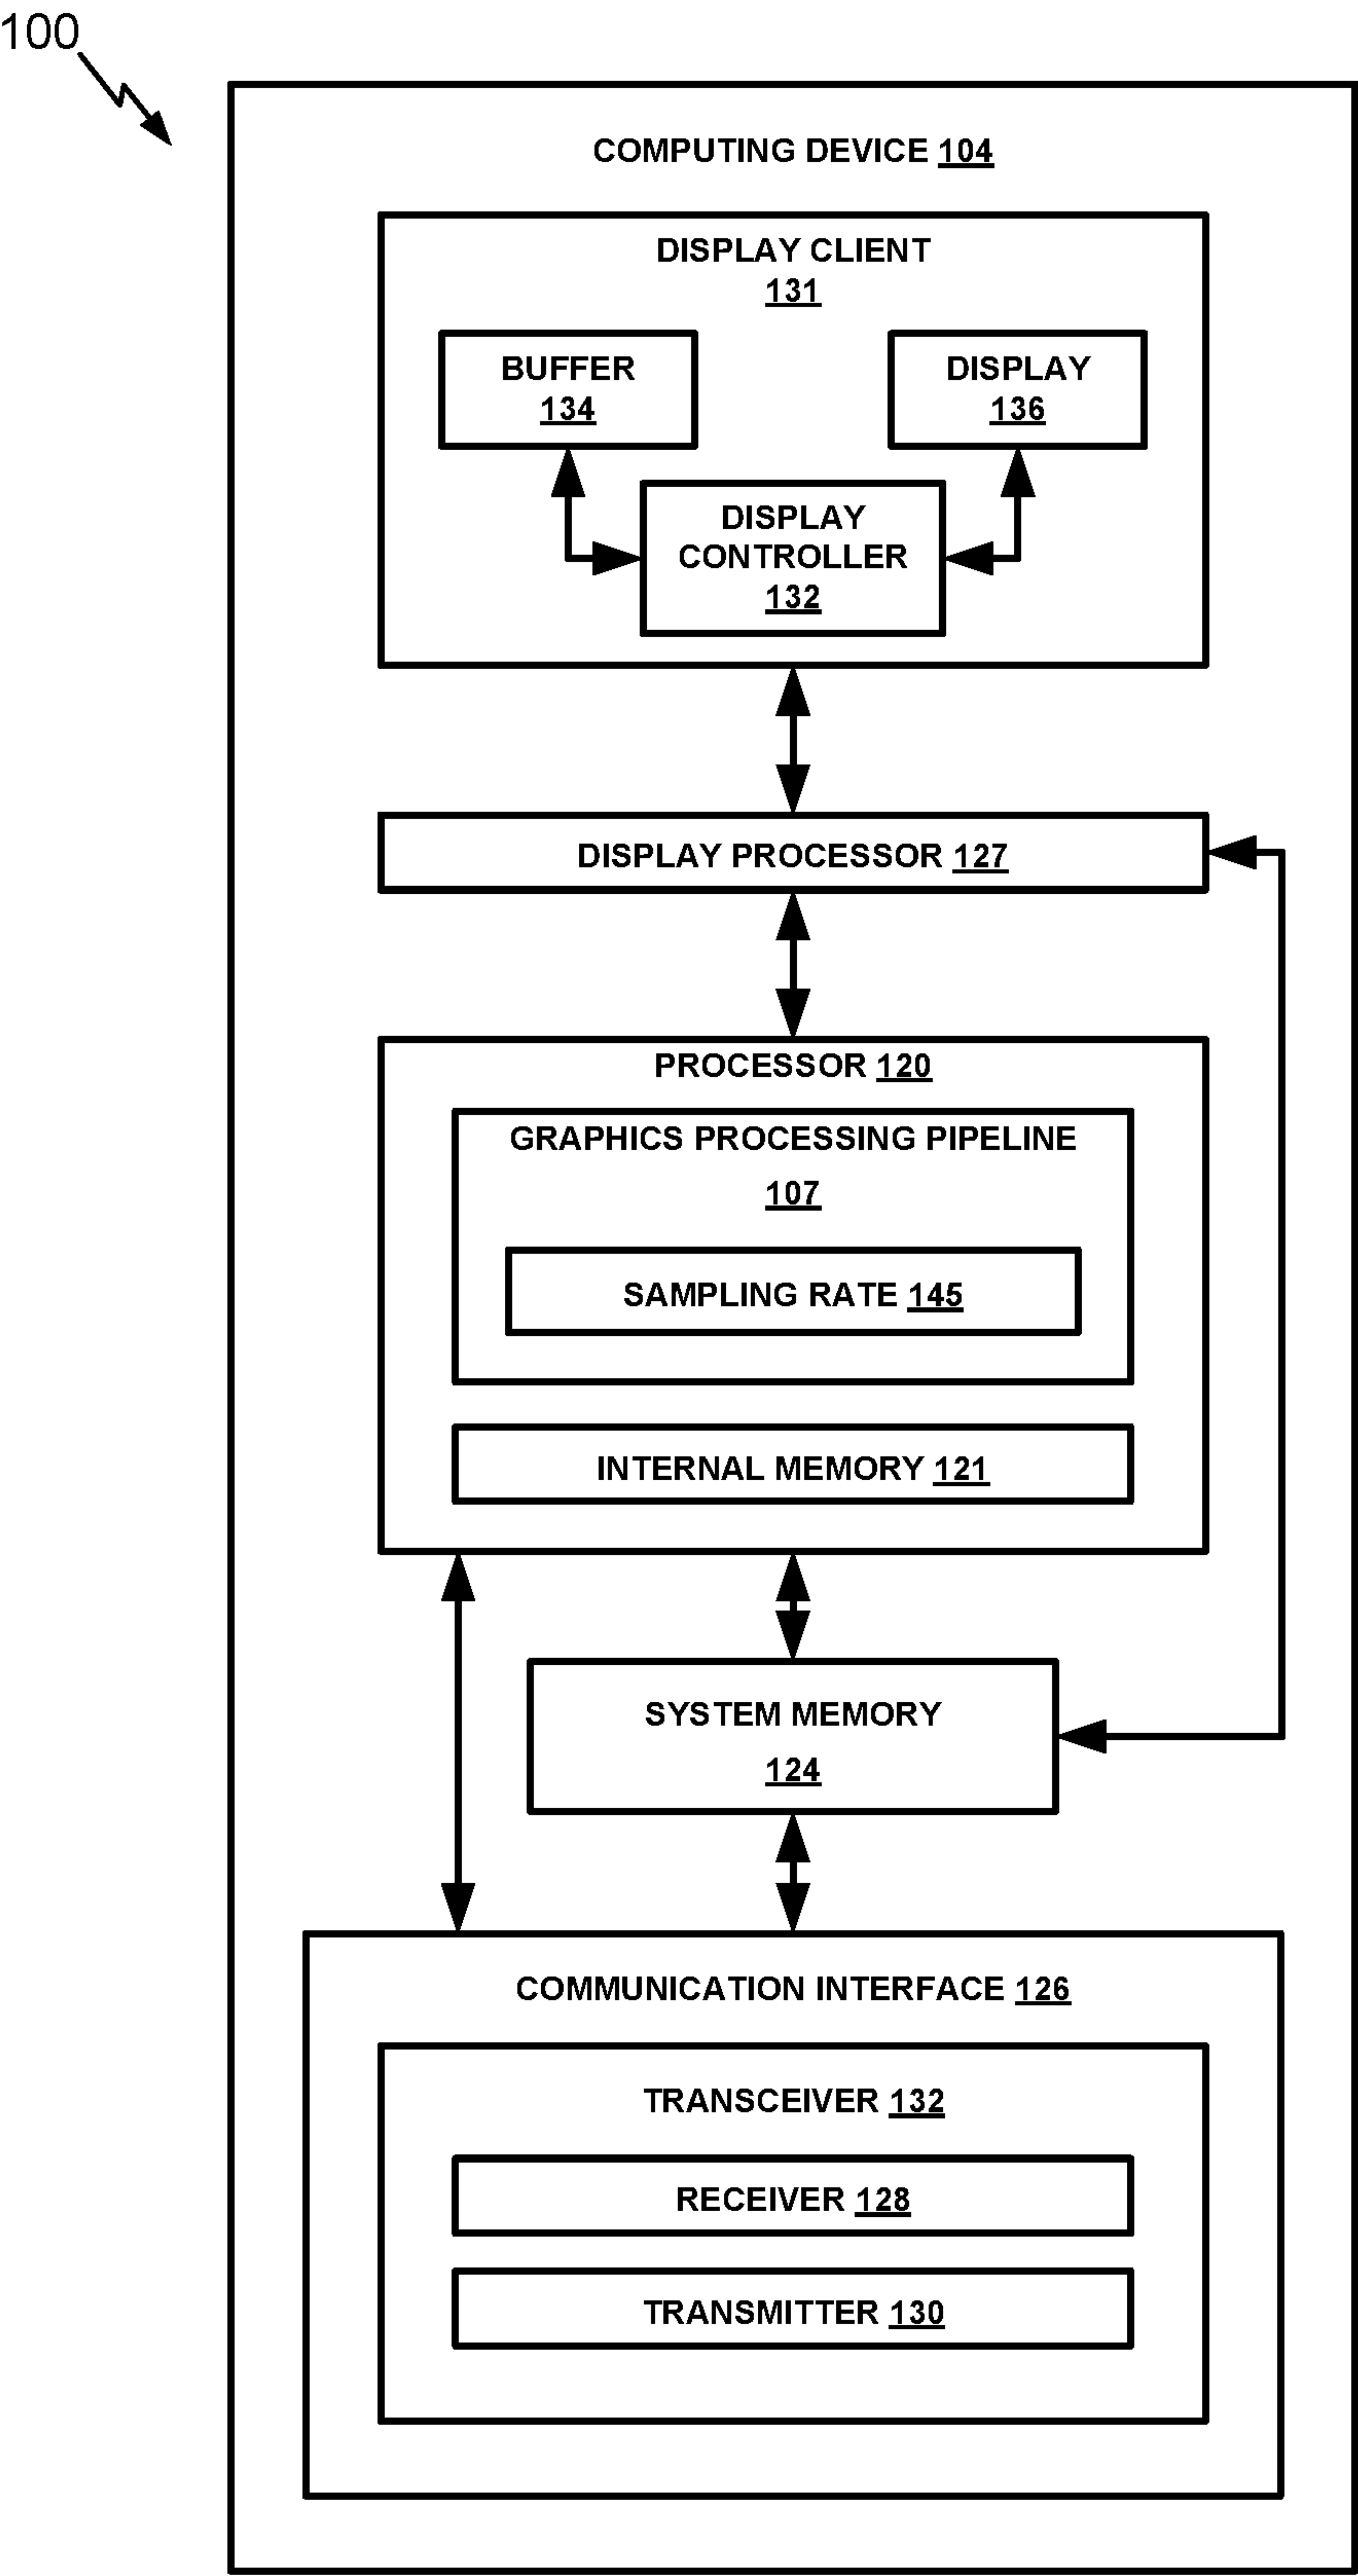 100
COMPUTING DEVICE 104
DISPLAY CLIENT
131
BUFFER
134
DISPLAY
136
DISPLAY
CONTROLLER
132
DISPLAY PROCESSOR 127
PROCESSOR 120
GRAPHICS PROCESSING PIPELINE
107
SAMPLING RATE 145
INTERNAL MEMORY 121
SYSTEM MEMORY
124
COMMUNICATION INTERFACE 126
TRANSCEIVER 132
RECEIVER 128
TRANSMITTER 130